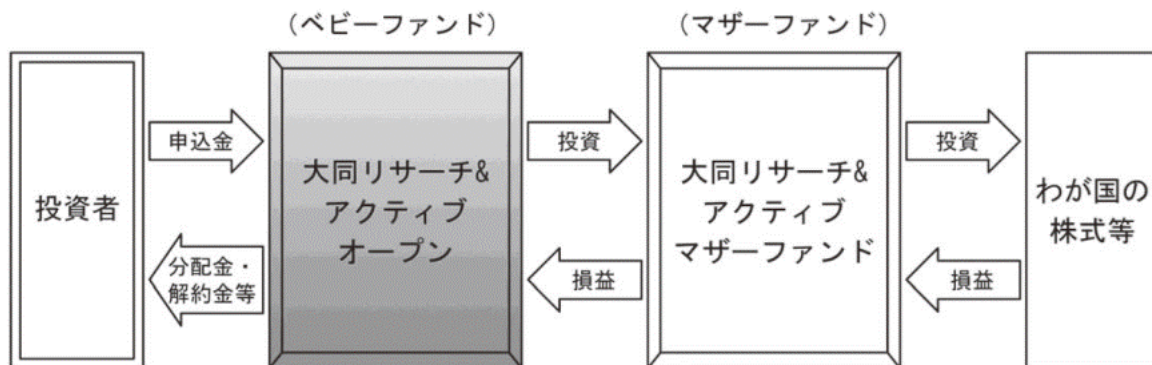 （ベビーファンド）
（マザーファンド）
投資者
申込金
分配金・
解約金等
大同リサーチ&
アクティブ
オープン
投資
損益
大同リサーチ&
アクティブ
マザーファンド
投資
損益
わが国の
株式等